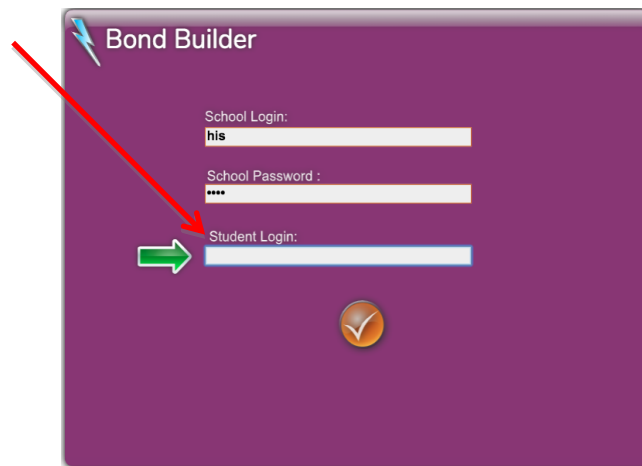 Bond Builder
School Login:
his
School Password :
••••
Student Login: